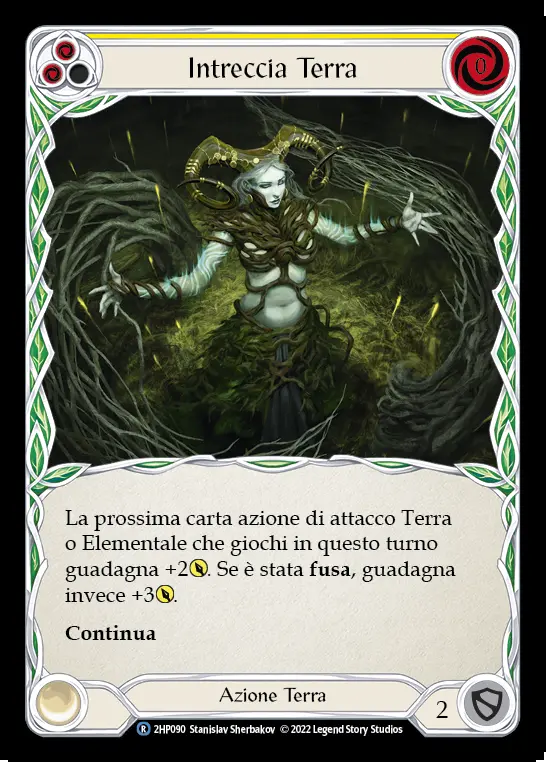 Intreccia Terra
0
La prossima carta azione di attacco Terra
o Elementale che giochi in questo turno
guadagna +2. Se è stata fusa, guadagna
invece +3.
Continua
Azione Terra
2
R 2HP090 Stanislav Sherbakov © 2022 Legend Story Studios